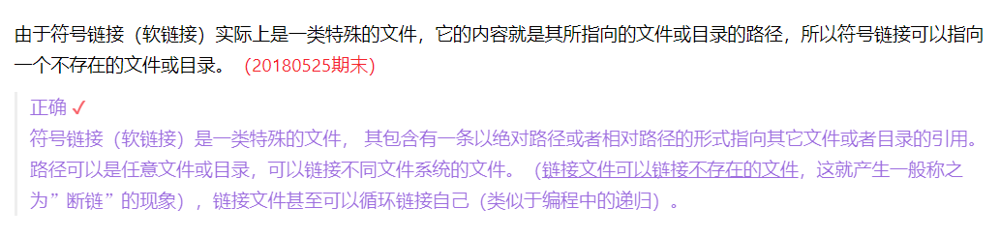 由于符号链接（软链接）实际上是一类特殊的文件，它的内容就是其所指向的文件或目录的路径，所以符号链接可以指向
一个不存在的文件或目录。（20180525期末）
正确 ✓
符号链接（软链接）是一类特殊的文件， 其包含有一条以绝对路径或者相对路径的形式指向其它文件或者目录的引用。
路径可以是任意文件或目录，可以链接不同文件系统的文件。（链接文件可以链接不存在的文件，这就产生一般称之
为”断链”的现象），链接文件甚至可以循环链接自己（类似于编程中的递归）。